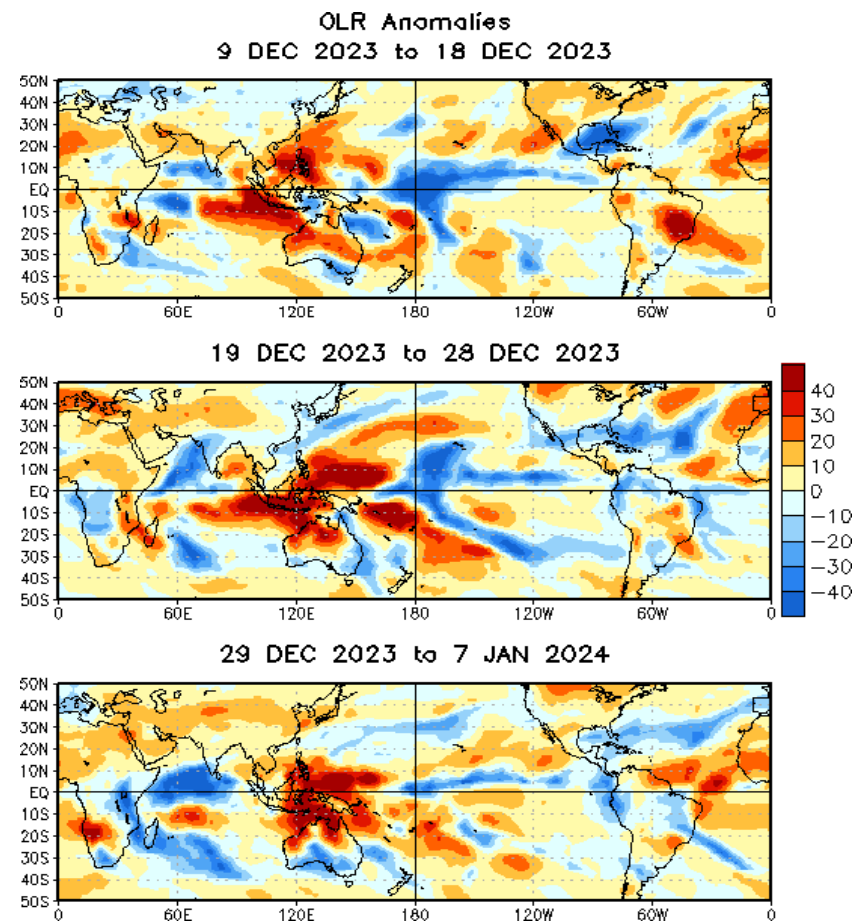 OLR Anomalies
9 DEC 2023 to 18 DEC 2023
50N
40N
30N
20N
10N
EQ
10S
20S
30S
40S
50S
0 60E 120E 180 120W 60W 0
19 DEC 2023 to 28 DEC 2023
50N
40N
30N
20N
10N
EQ
10S
20S
30S
40S
50S
0 60E 120E 180 120W 60W 0
40
30
20
10
0
-10
-20
-30
-40
29 DEC 2023 to 7 JAN 2024
50N
40N
30N
20N
10N
EQ
10S
20S
30S
40S
50S
0 60E 120E 180 120W 60W 0